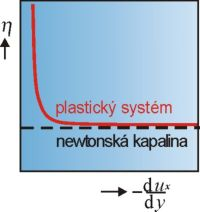 η
plastický systém
newtonská kapalina
−duₓ/dy